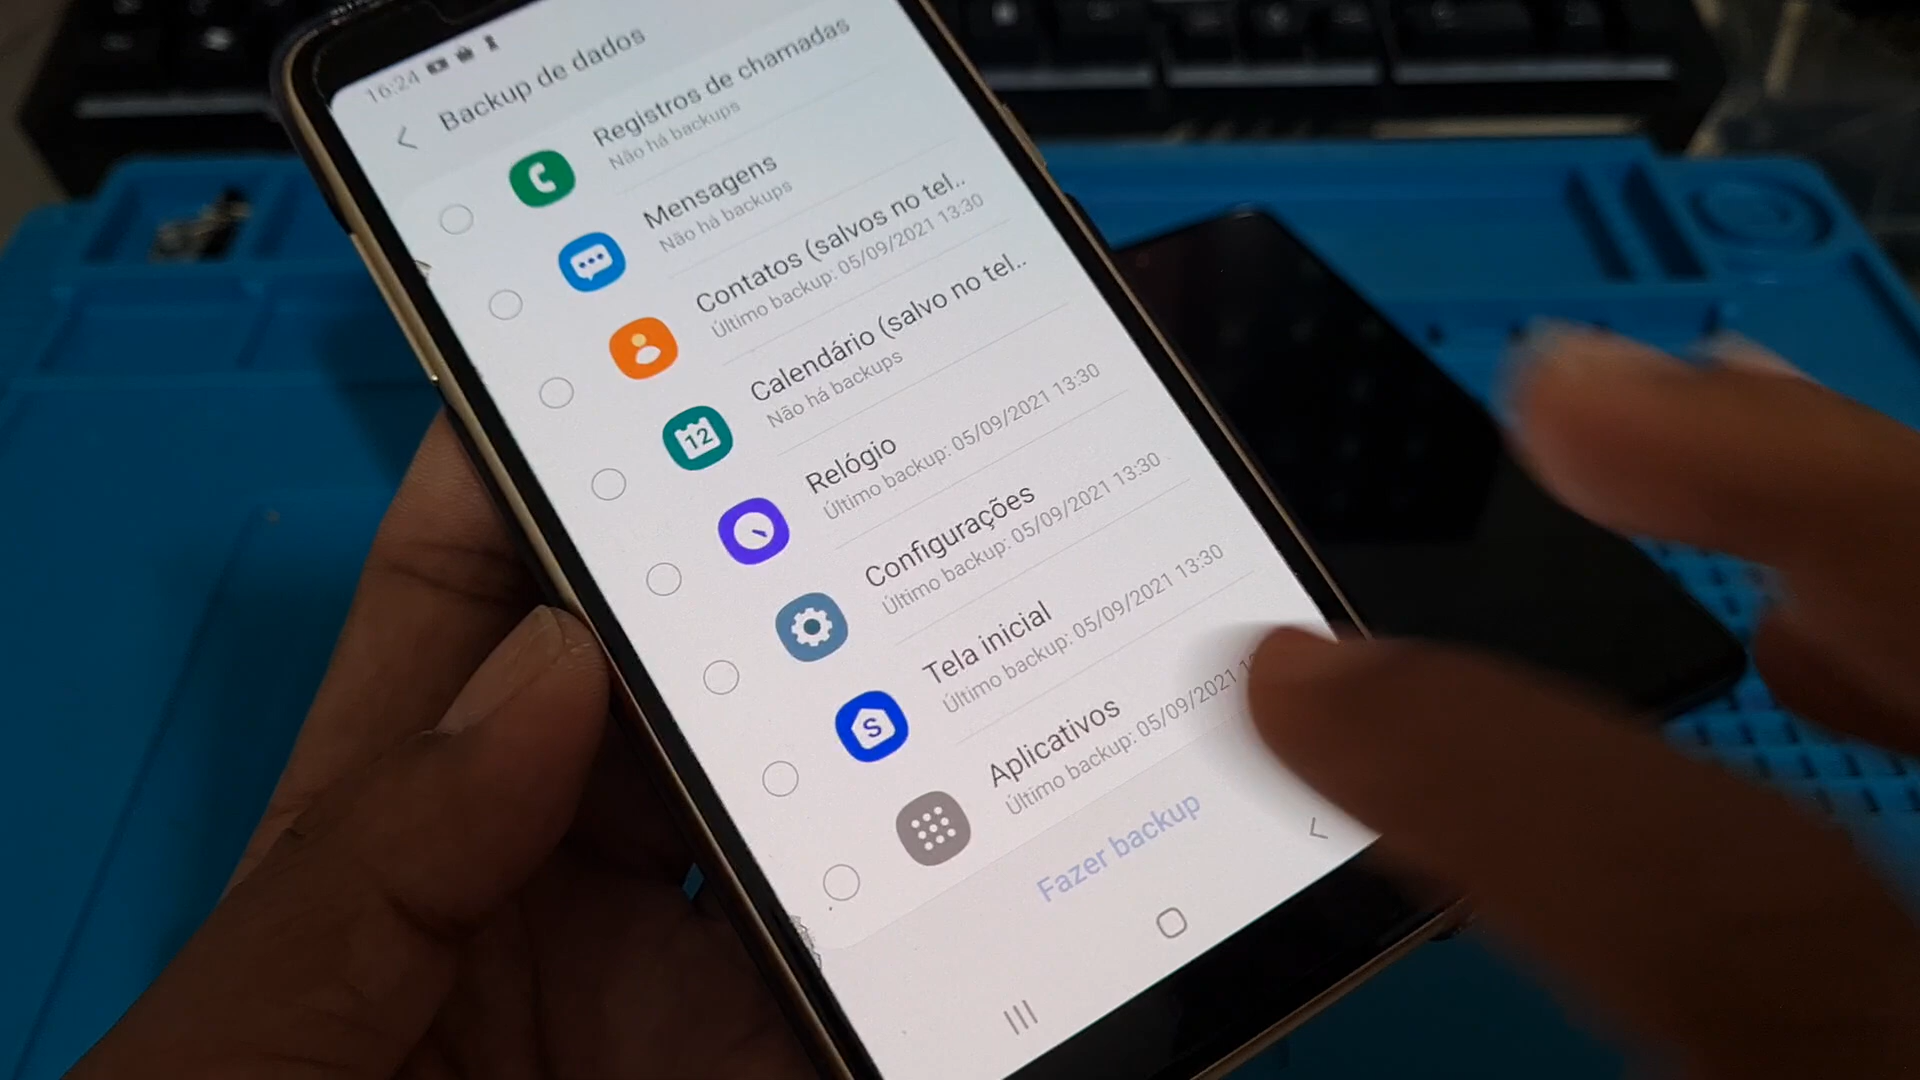 16:24
Backup de dados
Registros de chamadas
Não há backups
Mensagens
Não há backups
Contatos (salvos no tel..
Último backup: 05/09/2021 13:30
Calendário (salvo no tel..
12
Não há backups
Relógio
Último backup: 05/09/2021 13:30
Configurações
Último backup: 05/09/2021 13:30
Tela inicial
S
Último backup: 05/09/2021 13:30
Aplicativos
Último backup: 05/09/2021
Fazer backup